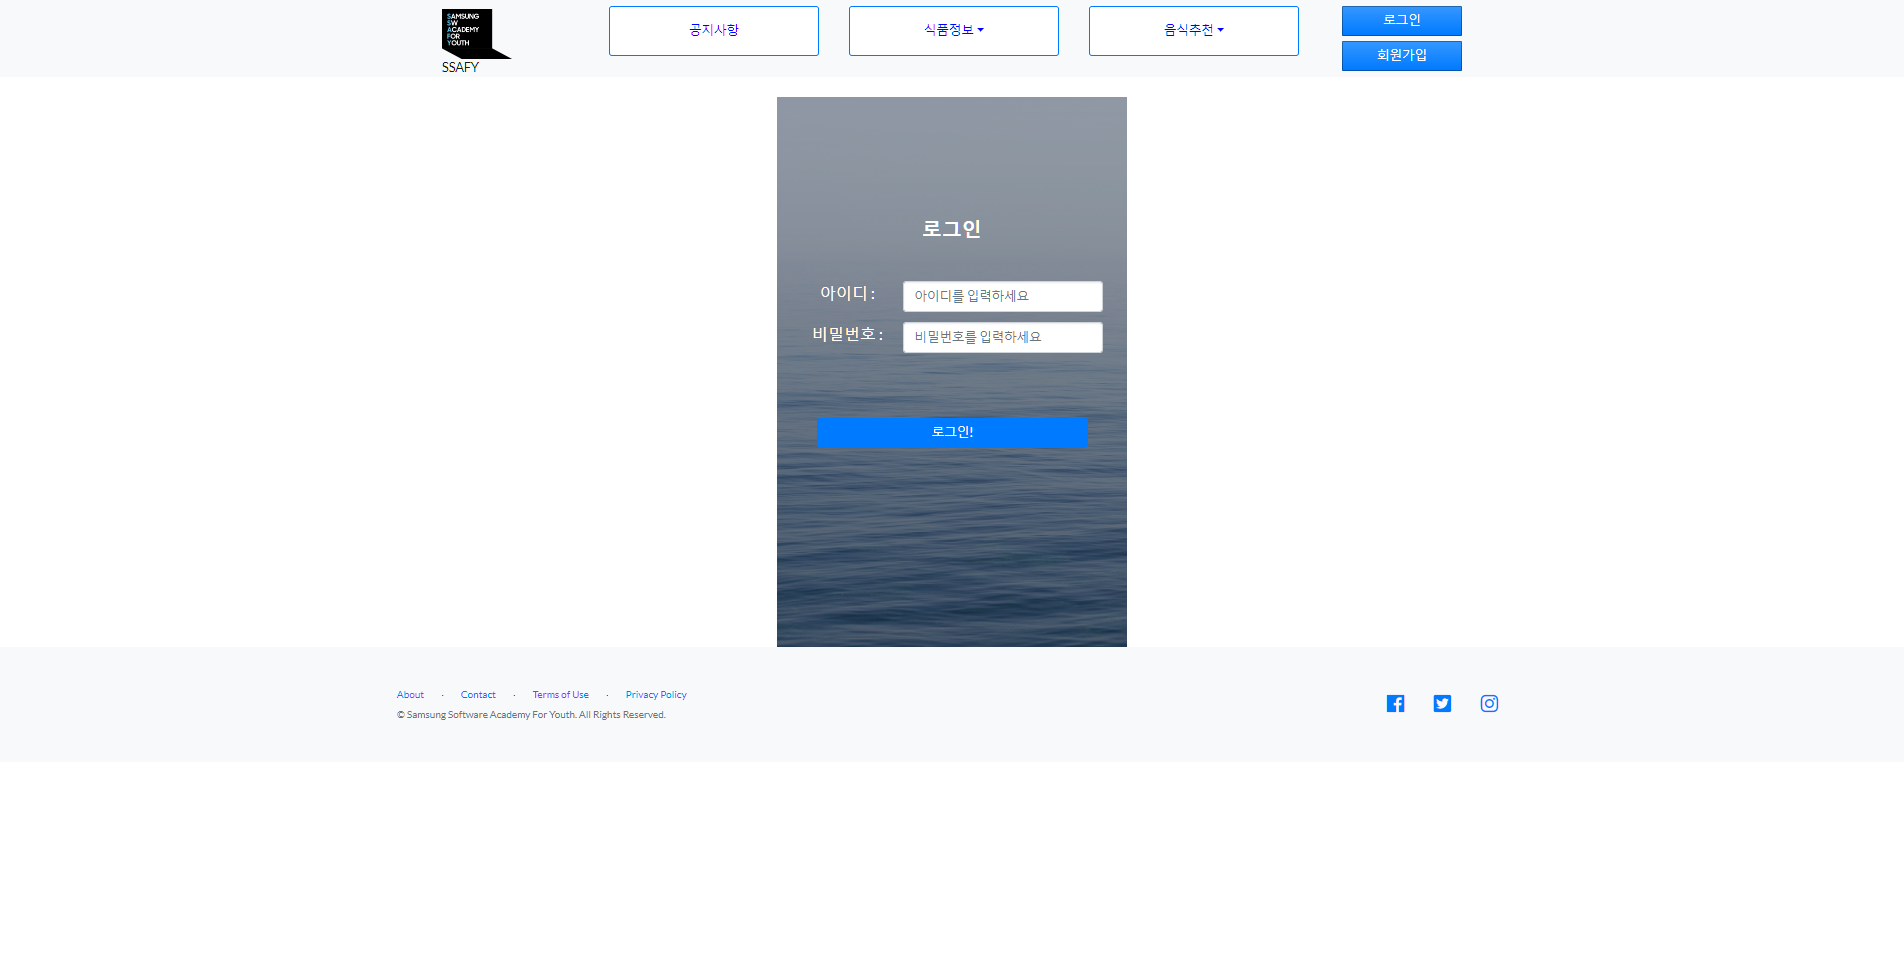 SAMSUNG
SW
ACADEMY
FOR
YOUTH
SSAFY
공지사항
식품정보
음식추천
로그인
회원가입
로그인
아이디 :
아이디를 입력하세요
비밀번호 :
비밀번호를 입력하세요
로그인!
About · Contact · Terms of Use · Privacy Policy
© Samsung Software Academy For Youth. All Rights Reserved.